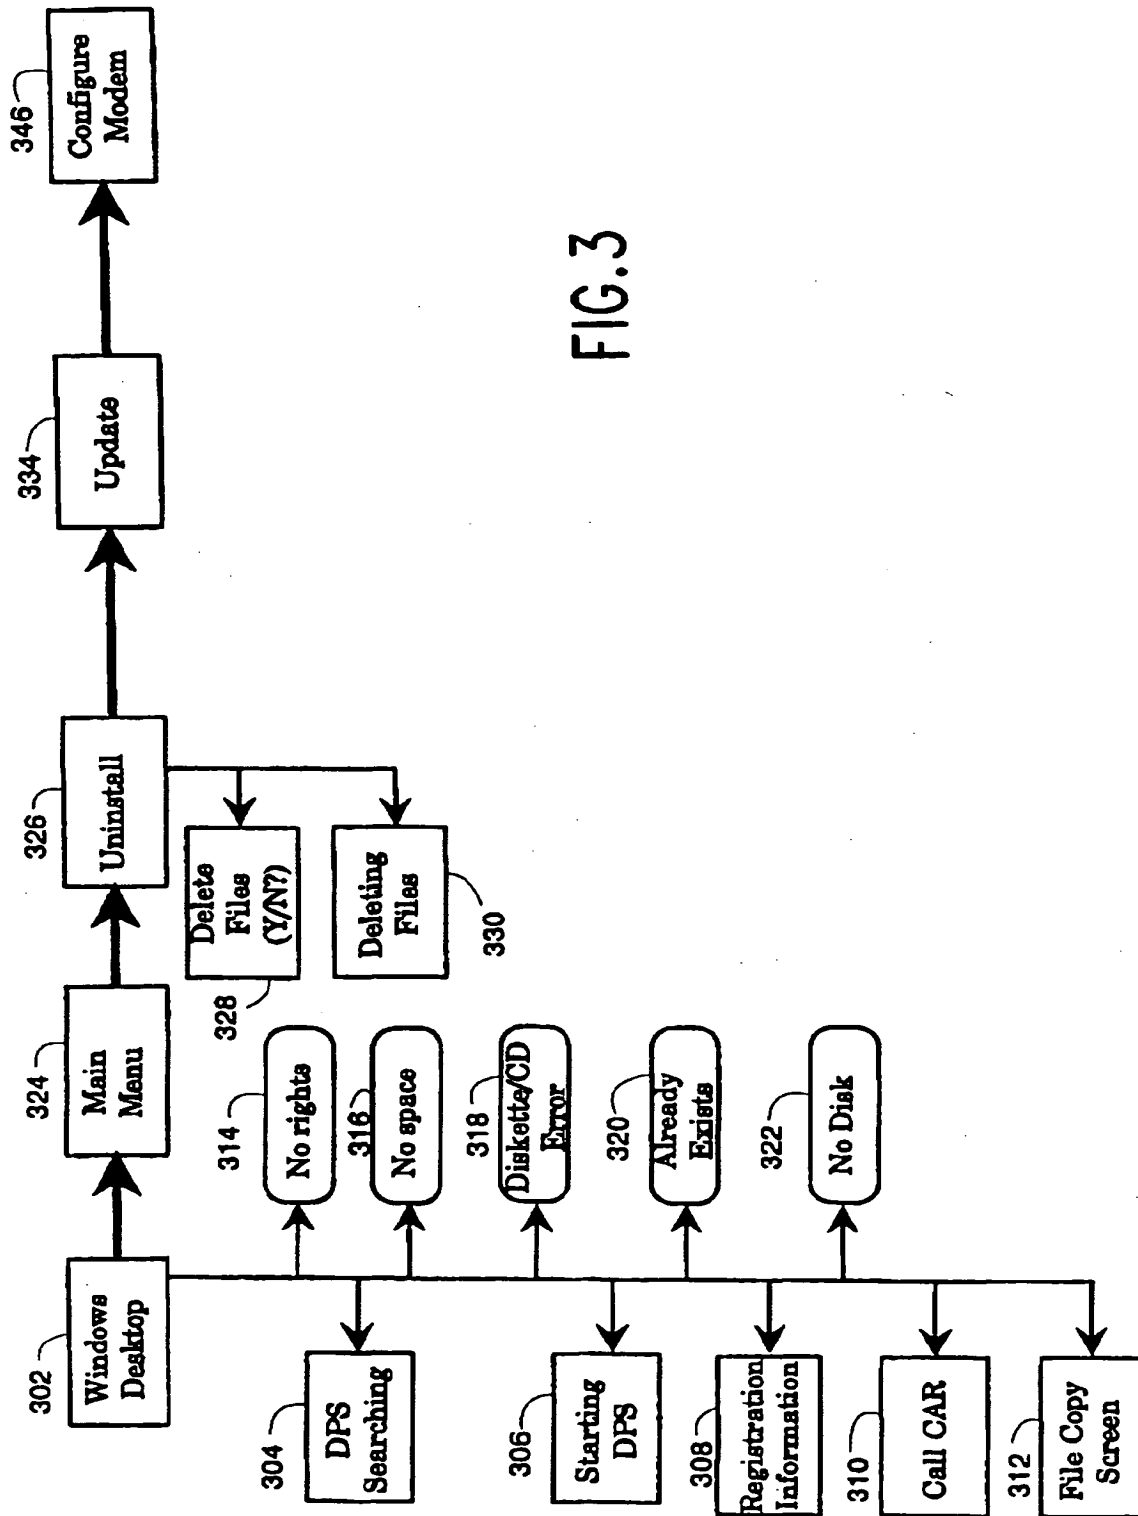 302
Windows
Desktop
324
Main
Menu
326
Uninstall
334
Update
346
Configure
Modem
328
Delete
Files
(Y/N?)
330
Deleting
Files
314
No rights
316
No space
318
Diskette/CD
Error
320
Already
Exists
322
No Disk
304
DPS
Searching
306
Starting
DPS
308
Registration
Information
310
Call CAR
312
File Copy
Screen
FIG.3